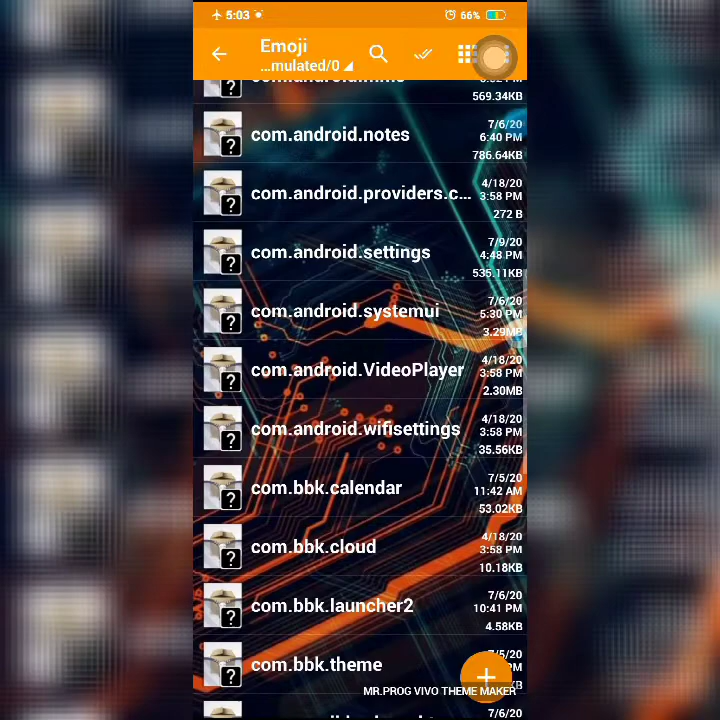 5:03
66%
Emoji
...mulated/0
569.34KB
com.android.notes
7/6/20
6:40 PM
786.64KB
com.android.providers.c...
4/18/20
3:58 PM
272 B
com.android.settings
7/9/20
4:48 PM
535.11KB
com.android.systemui
7/6/20
5:30 PM
3.29MB
com.android.VideoPlayer
4/18/20
3:58 PM
2.30MB
com.android.wifisettings
4/18/20
3:58 PM
35.56KB
com.bbk.calendar
7/5/20
11:42 AM
53.02KB
com.bbk.cloud
4/18/20
3:58 PM
10.18KB
com.bbk.launcher2
7/6/20
10:41 PM
4.58KB
com.bbk.theme
MR.PROG VIVO THEME MAKER
7/6/20